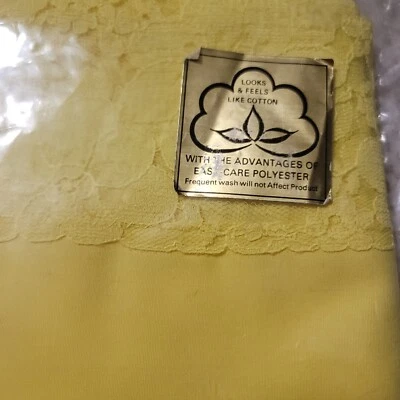 LOOKS
& FEELS
LIKE COTTON
WITH THE ADVANTAGES OF
EASY CARE POLYESTER
Frequent wash will not Affect Product